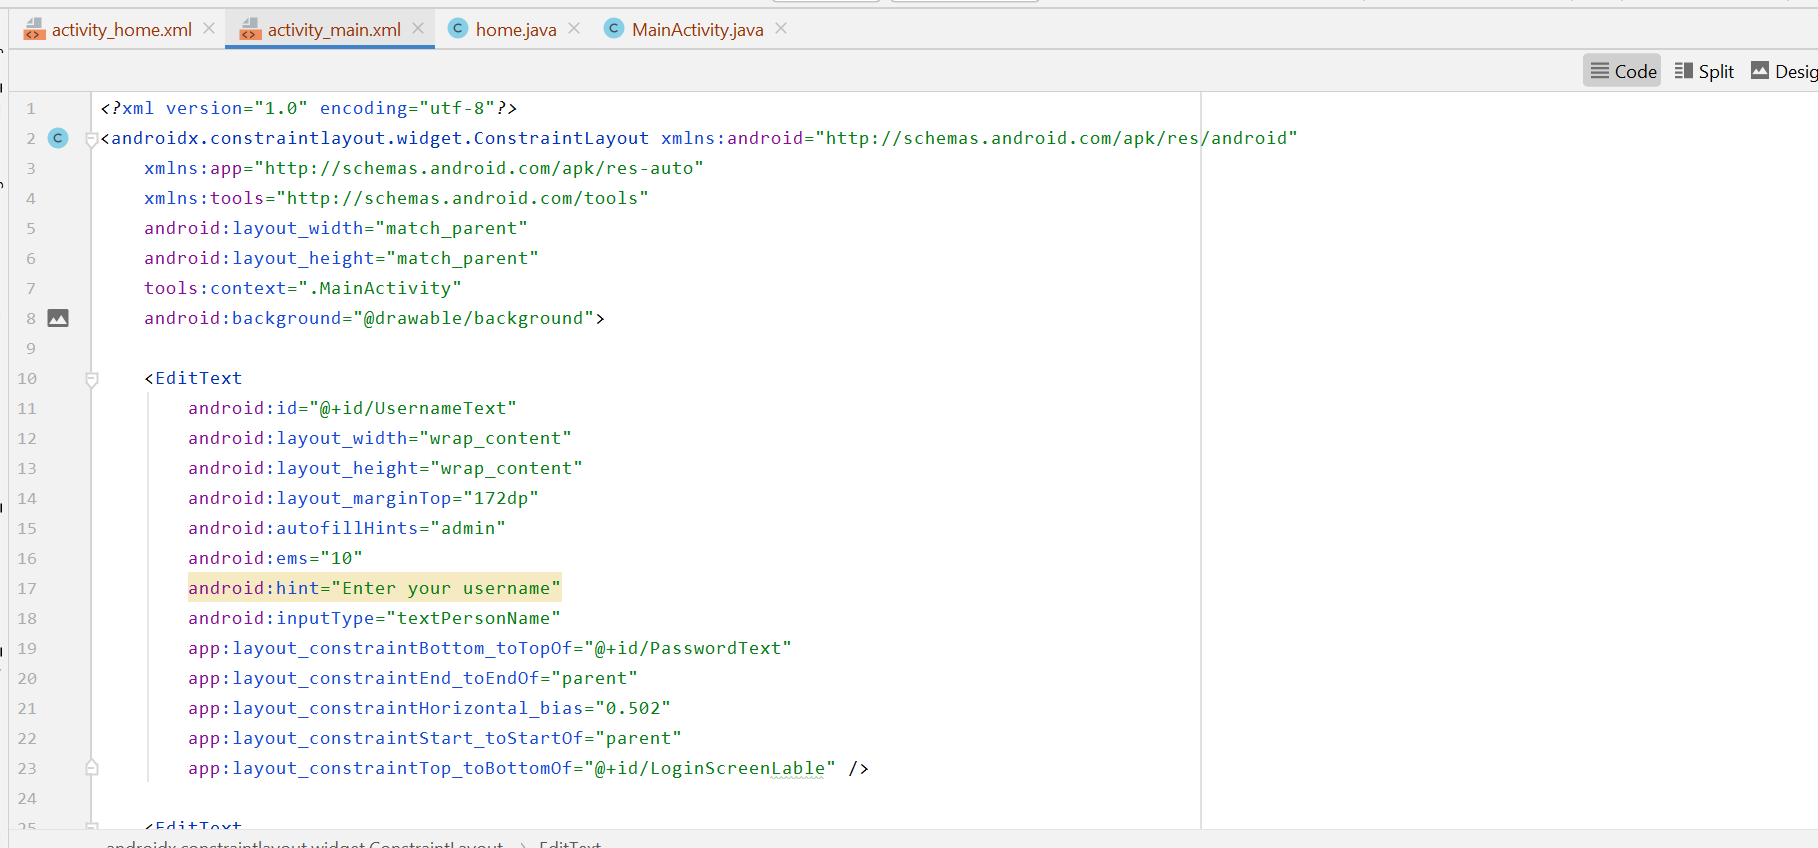 activity_home.xml activity_main.xml home.java MainActivity.java
Code Split Desig
1 <?xml version="1.0" encoding="utf-8"?>
2 <androidx.constraintlayout.widget.ConstraintLayout xmlns:android="http://schemas.android.com/apk/res/android"
3 xmlns:app="http://schemas.android.com/apk/res-auto"
4 xmlns:tools="http://schemas.android.com/tools"
5 android:layout_width="match_parent"
6 android:layout_height="match_parent"
7 tools:context=".MainActivity"
8 android:background="@drawable/background">
9
10 <EditText
11 android:id="@+id/UsernameText"
12 android:layout_width="wrap_content"
13 android:layout_height="wrap_content"
14 android:layout_marginTop="172dp"
15 android:autofillHints="admin"
16 android:ems="10"
17 android:hint="Enter your username"
18 android:inputType="textPersonName"
19 app:layout_constraintBottom_toTopOf="@+id/PasswordText"
20 app:layout_constraintEnd_toEndOf="parent"
21 app:layout_constraintHorizontal_bias="0.502"
22 app:layout_constraintStart_toStartOf="parent"
23 app:layout_constraintTop_toBottomOf="@+id/LoginScreenLable" />
24
25 <EditText
androidx.constraintlayout.widget.ConstraintLayout > EditText